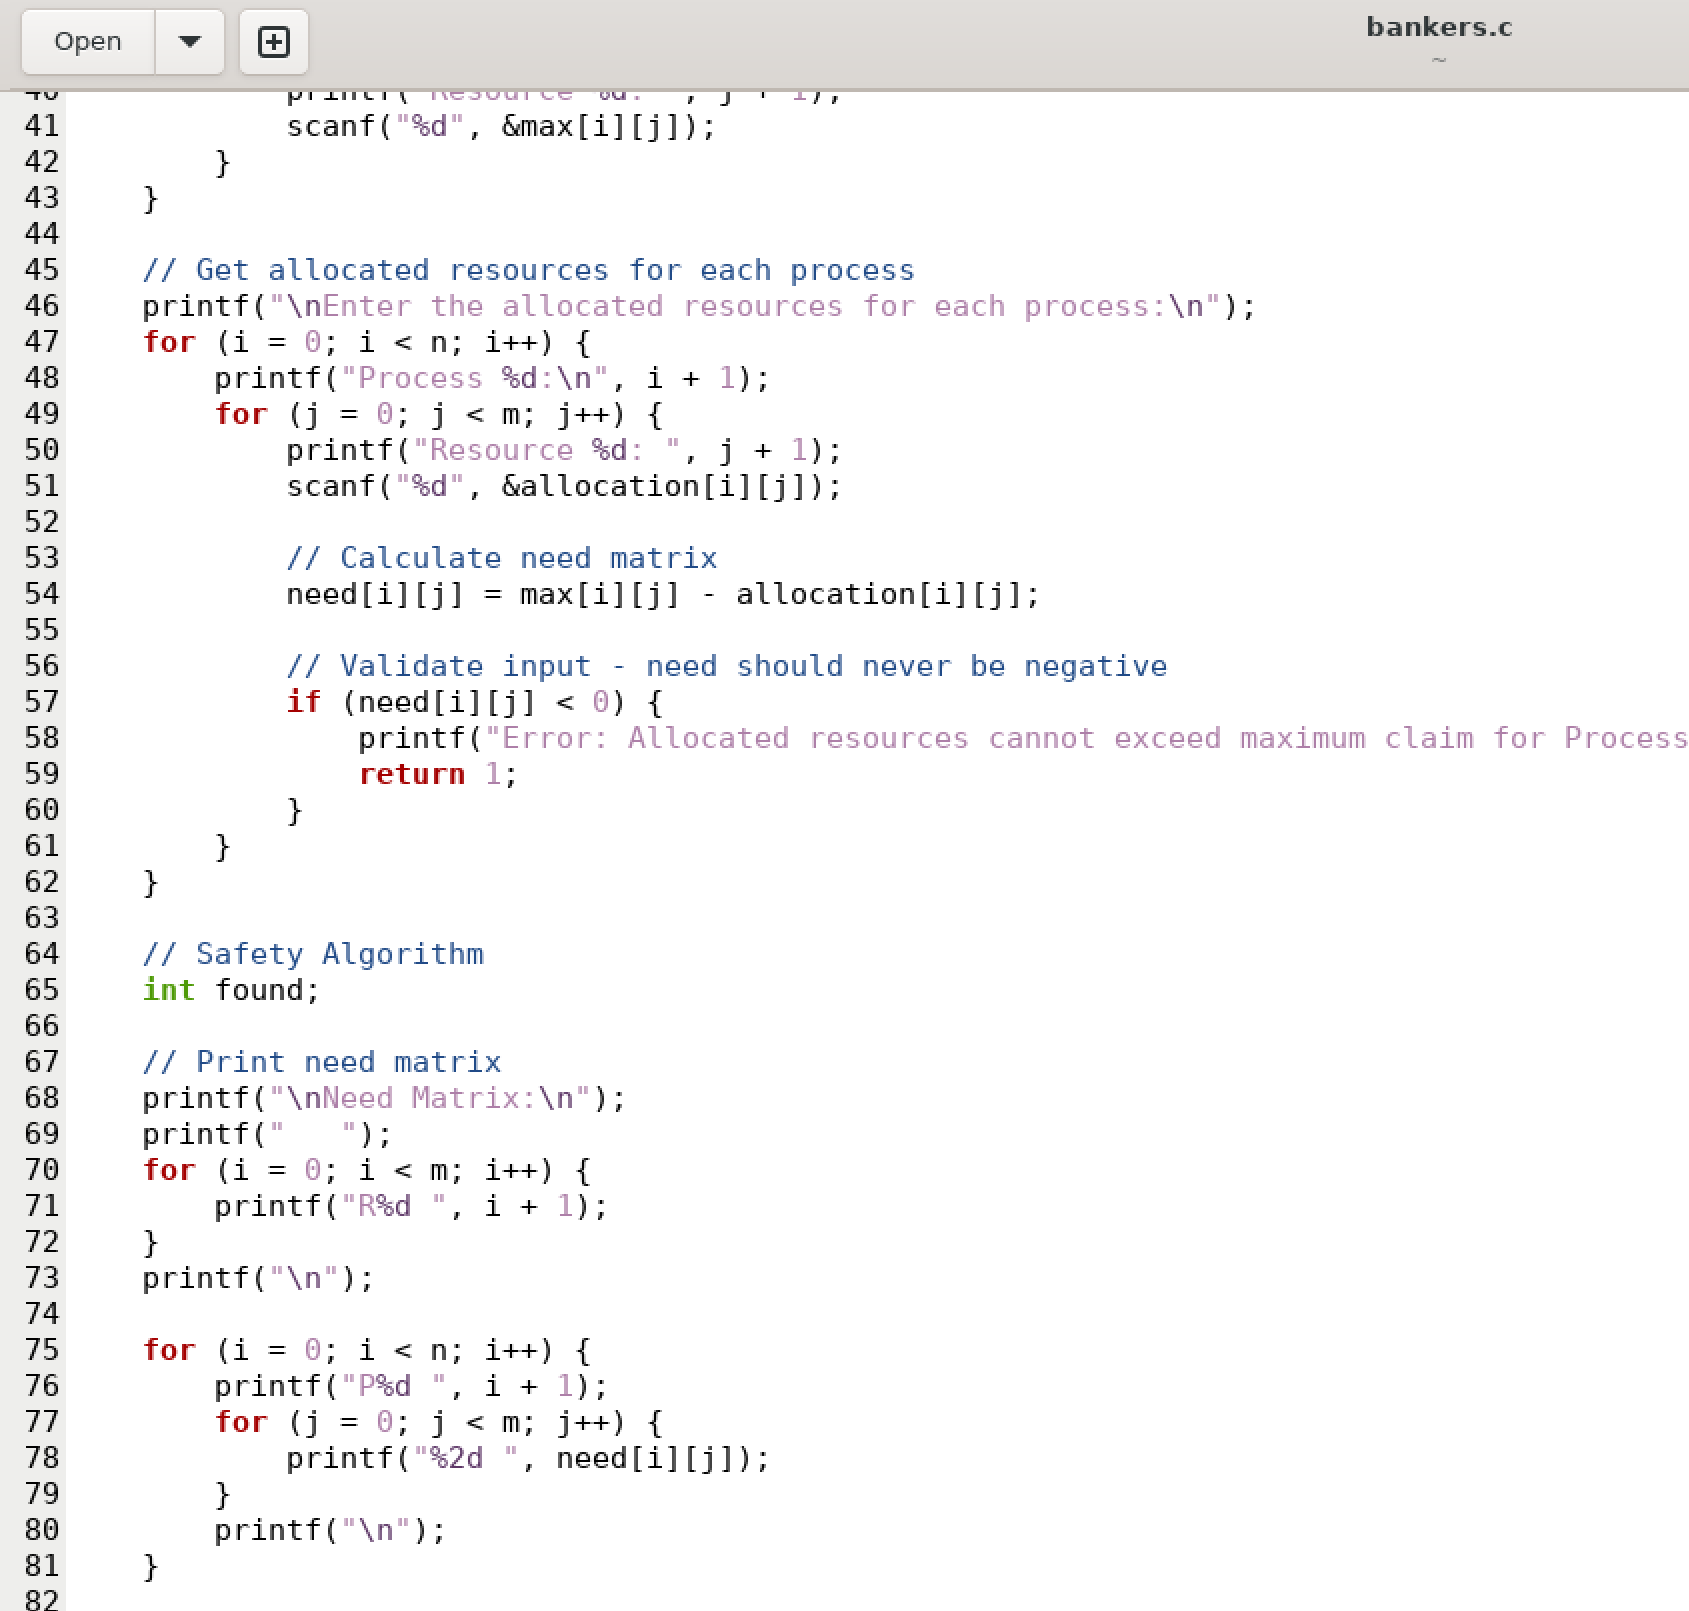 Open
bankers.c
~
40 printf("Resource %d: ", j + 1);
41 scanf("%d", &max[i][j]);
42 }
43 }
44
45 // Get allocated resources for each process
46 printf("\nEnter the allocated resources for each process:\n");
47 for (i = 0; i < n; i++) {
48 printf("Process %d:\n", i + 1);
49 for (j = 0; j < m; j++) {
50 printf("Resource %d: ", j + 1);
51 scanf("%d", &allocation[i][j]);
52
53 // Calculate need matrix
54 need[i][j] = max[i][j] - allocation[i][j];
55
56 // Validate input - need should never be negative
57 if (need[i][j] < 0) {
58 printf("Error: Allocated resources cannot exceed maximum claim for Process
59 return 1;
60 }
61 }
62 }
63
64 // Safety Algorithm
65 int found;
66
67 // Print need matrix
68 printf("\nNeed Matrix:\n");
69 printf("   ");
70 for (i = 0; i < m; i++) {
71 printf("R%d ", i + 1);
72 }
73 printf("\n");
74
75 for (i = 0; i < n; i++) {
76 printf("P%d ", i + 1);
77 for (j = 0; j < m; j++) {
78 printf("%2d ", need[i][j]);
79 }
80 printf("\n");
81 }
82